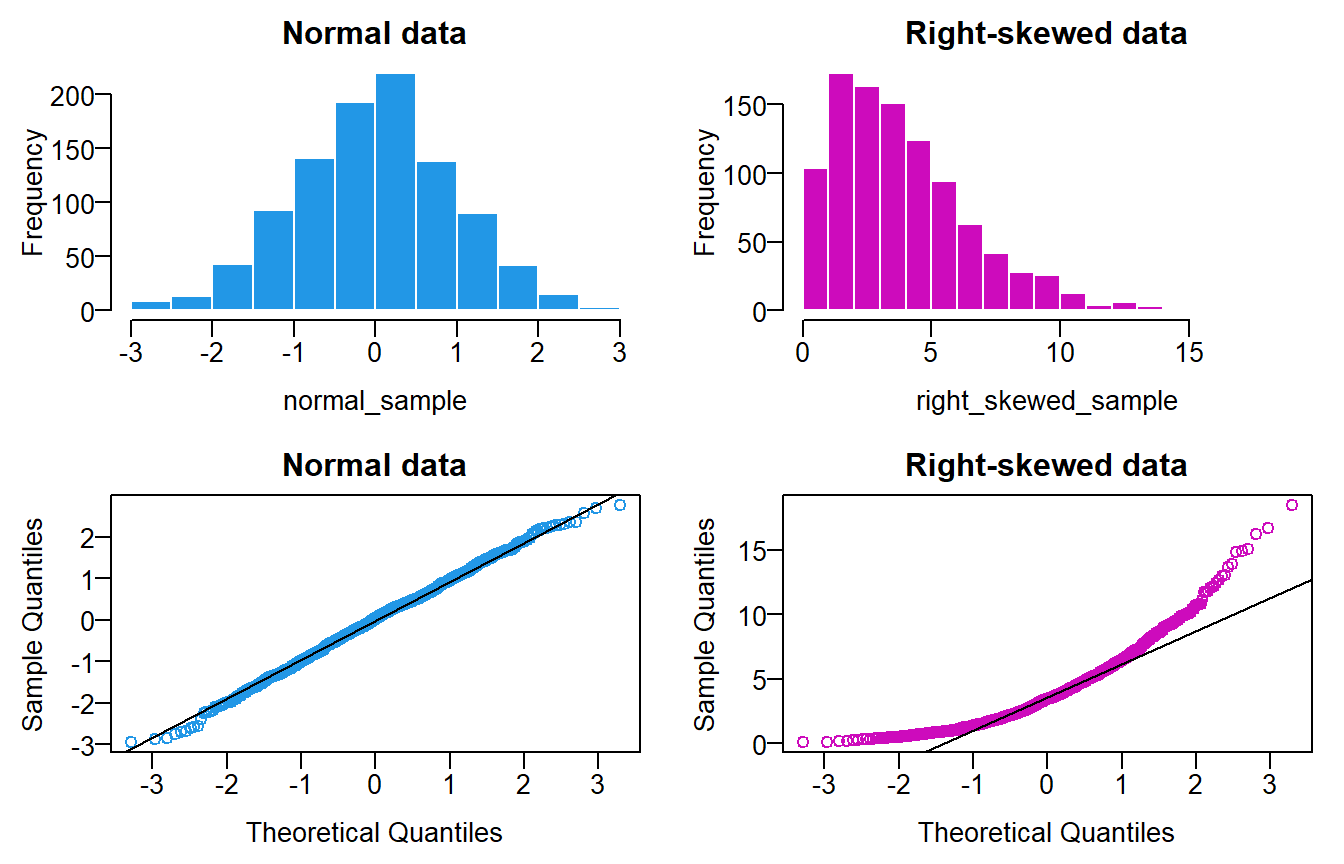 Normal data
Frequency
200
150
100
50
0
-3 -2 -1 0 1 2 3
normal_sample
Right-skewed data
Frequency
150
100
50
0
0 5 10 15
right_skewed_sample
Normal data
Sample Quantiles
2
1
0
-1
-2
-3
-3 -2 -1 0 1 2 3
Theoretical Quantiles
Right-skewed data
Sample Quantiles
15
10
5
0
-3 -2 -1 0 1 2 3
Theoretical Quantiles